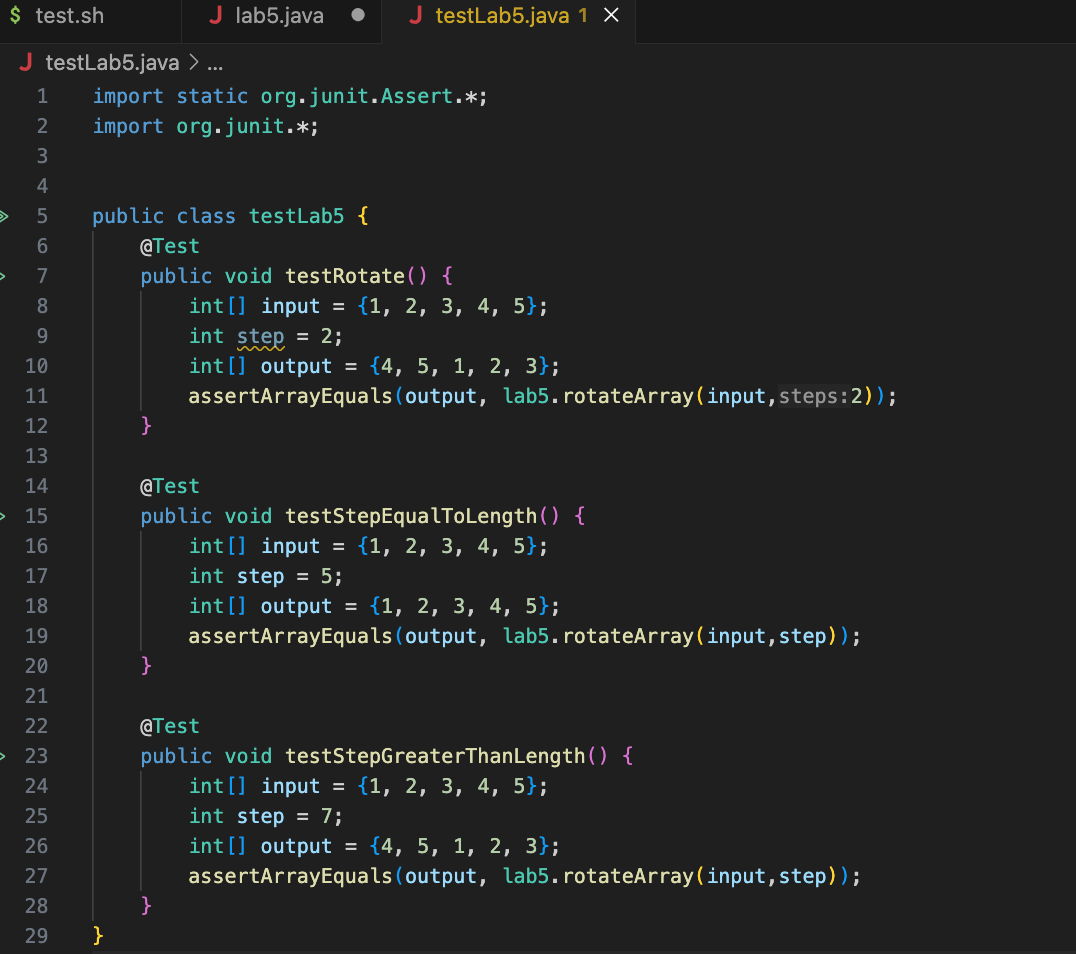 $ test.sh J lab5.java ● J testLab5.java 1 ×
J testLab5.java > ...
1 import static org.junit.Assert.*;
2 import org.junit.*;
3
4
5 public class testLab5 {
6     @Test
7     public void testRotate() {
8         int[] input = {1, 2, 3, 4, 5};
9         int step = 2;
10         int[] output = {4, 5, 1, 2, 3};
11         assertArrayEquals(output, lab5.rotateArray(input,steps:2));
12     }
13
14     @Test
15     public void testStepEqualToLength() {
16         int[] input = {1, 2, 3, 4, 5};
17         int step = 5;
18         int[] output = {1, 2, 3, 4, 5};
19         assertArrayEquals(output, lab5.rotateArray(input,step));
20     }
21
22     @Test
23     public void testStepGreaterThanLength() {
24         int[] input = {1, 2, 3, 4, 5};
25         int step = 7;
26         int[] output = {4, 5, 1, 2, 3};
27         assertArrayEquals(output, lab5.rotateArray(input,step));
28     }
29 }